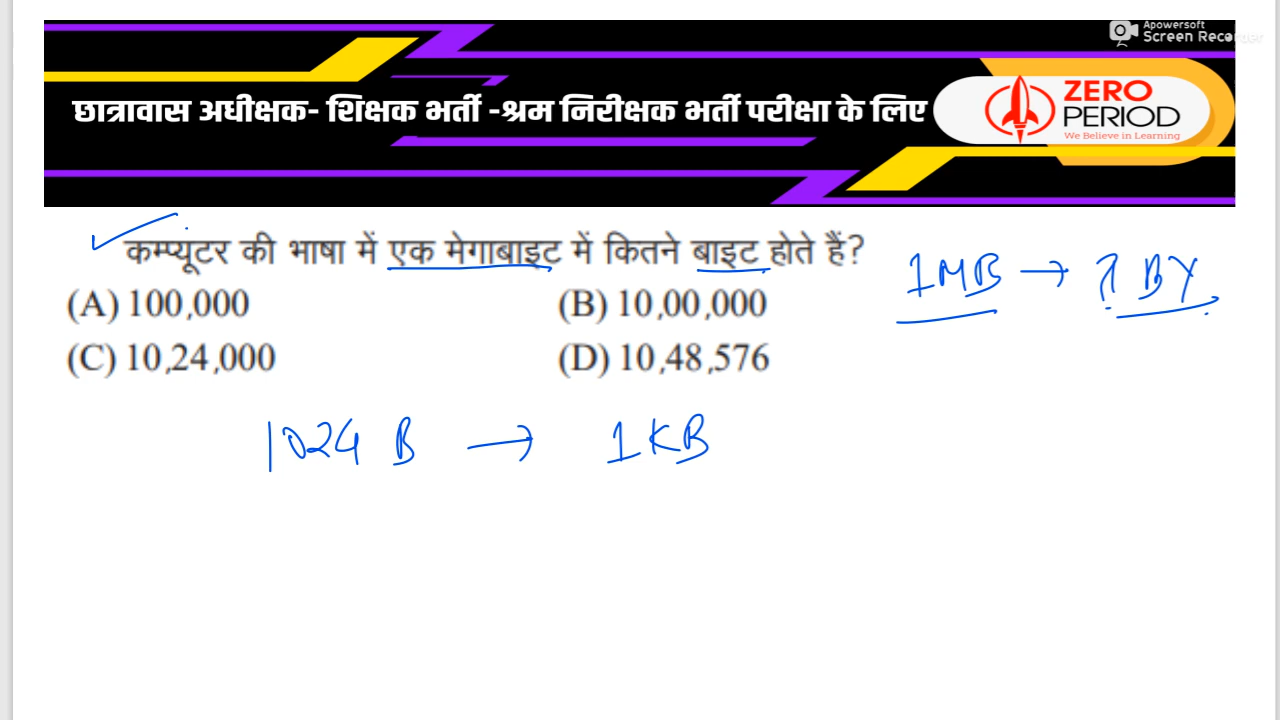 Apowersoft
Screen Recorder
छात्रावास अधीक्षक- शिक्षक भर्ती -श्रम निरीक्षक भर्ती परीक्षा के लिए
ZERO
PERIOD
We Believe in Learning
कम्प्यूटर की भाषा में एक मेगाबाइट में कितने बाइट होते हैं?
(A) 100,000 (B) 10,00,000
(C) 10,24,000 (D) 10,48,576
1MB → ? BY
1024 B → 1KB